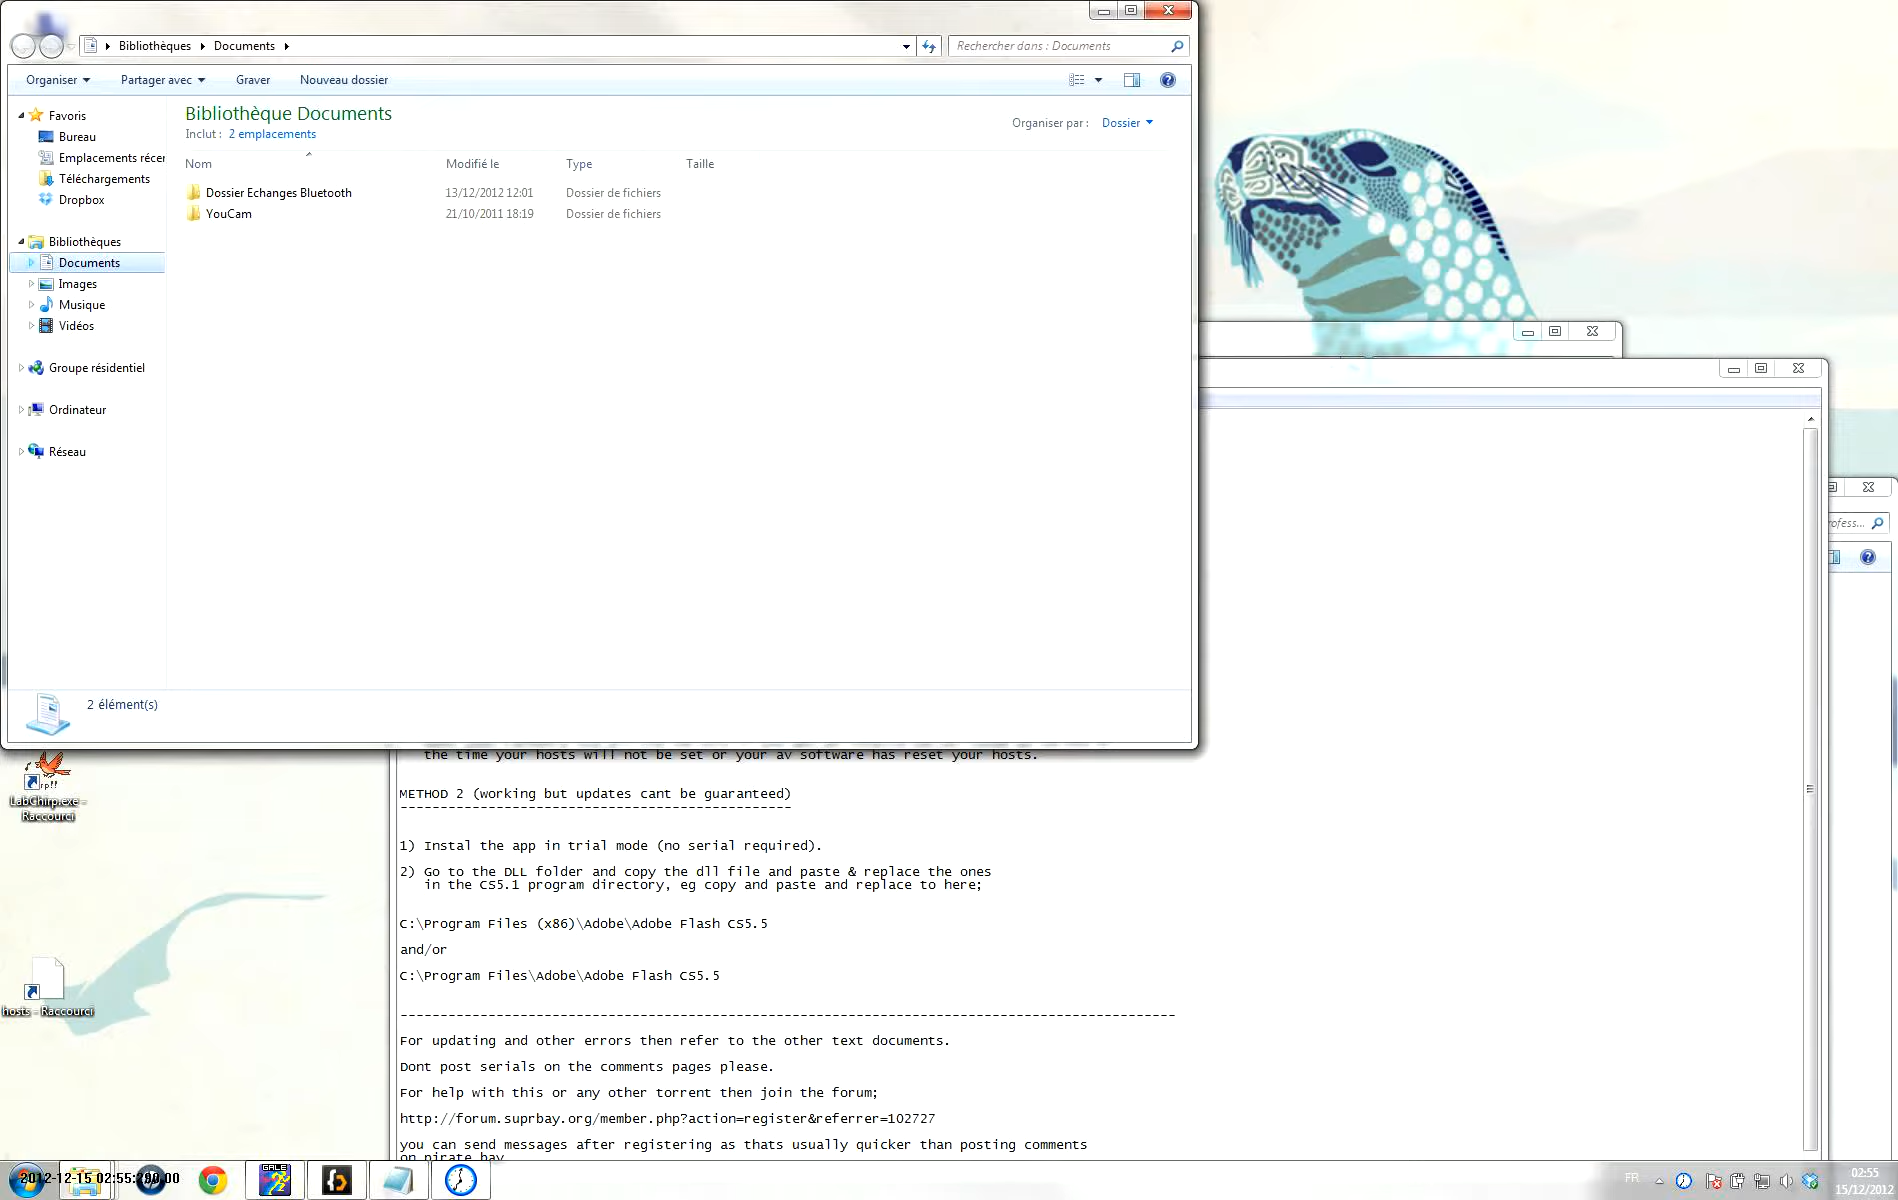 Bibliothèques
Documents
Rechercher dans : Documents
Organiser
Partager avec
Graver
Nouveau dossier
Favoris
Bureau
Emplacements récer
Téléchargements
Dropbox
Bibliothèques
Documents
Images
Musique
Vidéos
Groupe résidentiel
Ordinateur
Réseau
Bibliothèque Documents
Inclut : 2 emplacements
Organiser par : Dossier
Nom Modifié le Type Taille
Dossier Echanges Bluetooth 13/12/2012 12:01 Dossier de fichiers
YouCam 21/10/2011 18:19 Dossier de fichiers
2 élément(s)
rofess...
the time your hosts will not be set or your av software has reset your hosts.
METHOD 2 (working but updates cant be guaranteed)
-------------------------------------------------
1) Instal the app in trial mode (no serial required).
2) Go to the DLL folder and copy the dll file and paste & replace the ones
in the CS5.1 program directory, eg copy and paste and replace to here;
C:\Program Files (x86)\Adobe\Adobe Flash CS5.5
and/or
C:\Program Files\Adobe\Adobe Flash CS5.5
-------------------------------------------------------------------------------------------------
For updating and other errors then refer to the other text documents.
Dont post serials on the comments pages please.
For help with this or any other torrent then join the forum;
http://forum.suprbay.org/member.php?action=register&referrer=102727
you can send messages after registering as thats usually quicker than posting comments
on pirate bay
rp!!
LabChirp.exe -
Raccourci
hosts - Raccourci
GALE
FR
02:55
15/12/2012